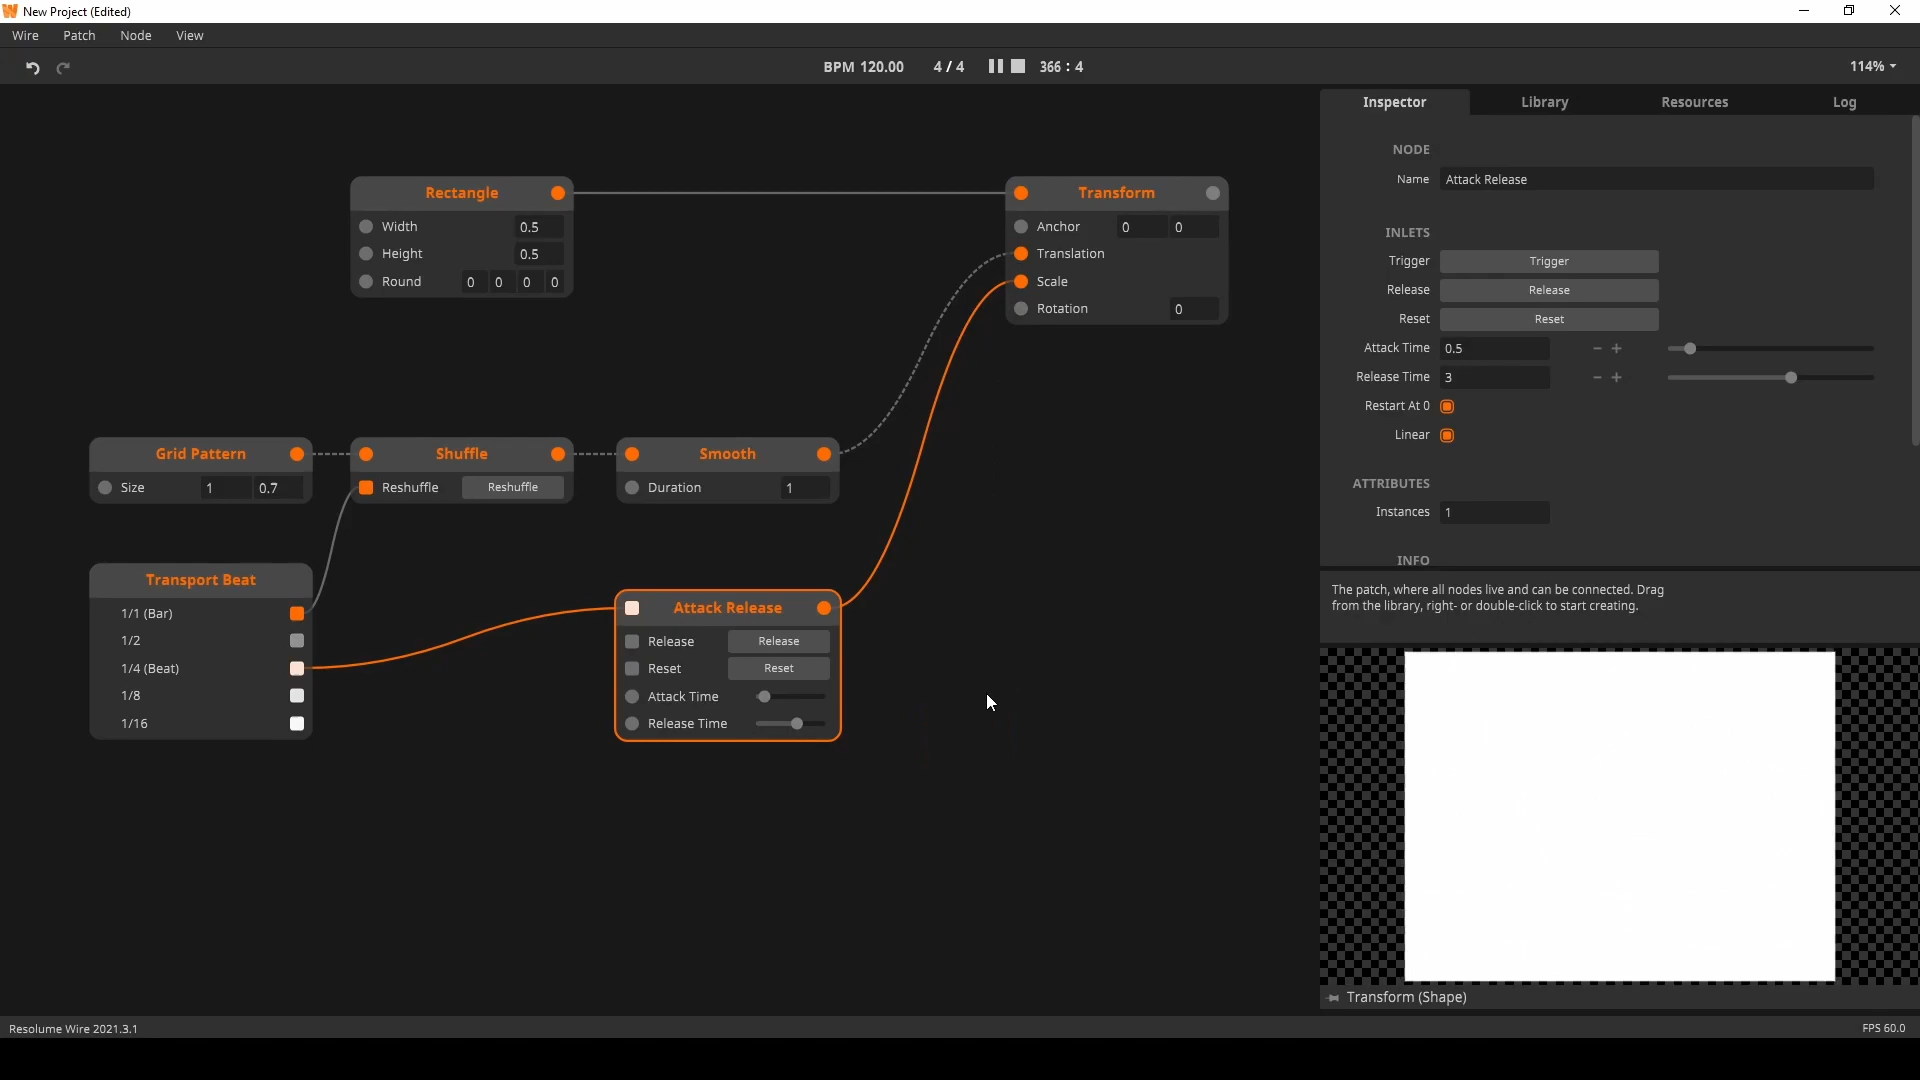 New Project (Edited)
Wire Patch Node View
BPM 120.00 4 / 4 366 : 4 114%
Inspector Library Resources Log
NODE
Name Attack Release
INLETS
Trigger Trigger
Release Release
Reset Reset
Attack Time 0.5 - +
Release Time 3 - +
Restart At 0
Linear
ATTRIBUTES
Instances 1
INFO
The patch, where all nodes live and can be connected. Drag
from the library, right- or double-click to start creating.
Transform (Shape)
Rectangle
Width 0.5
Height 0.5
Round 0 0 0 0
Transform
Anchor 0 0
Translation
Scale
Rotation 0
Grid Pattern
Size 1 0.7
Shuffle
Reshuffle Reshuffle
Smooth
Duration 1
Transport Beat
1/1 (Bar)
1/2
1/4 (Beat)
1/8
1/16
Attack Release
Release Release
Reset Reset
Attack Time
Release Time
Resolume Wire 2021.3.1 FPS 60.0